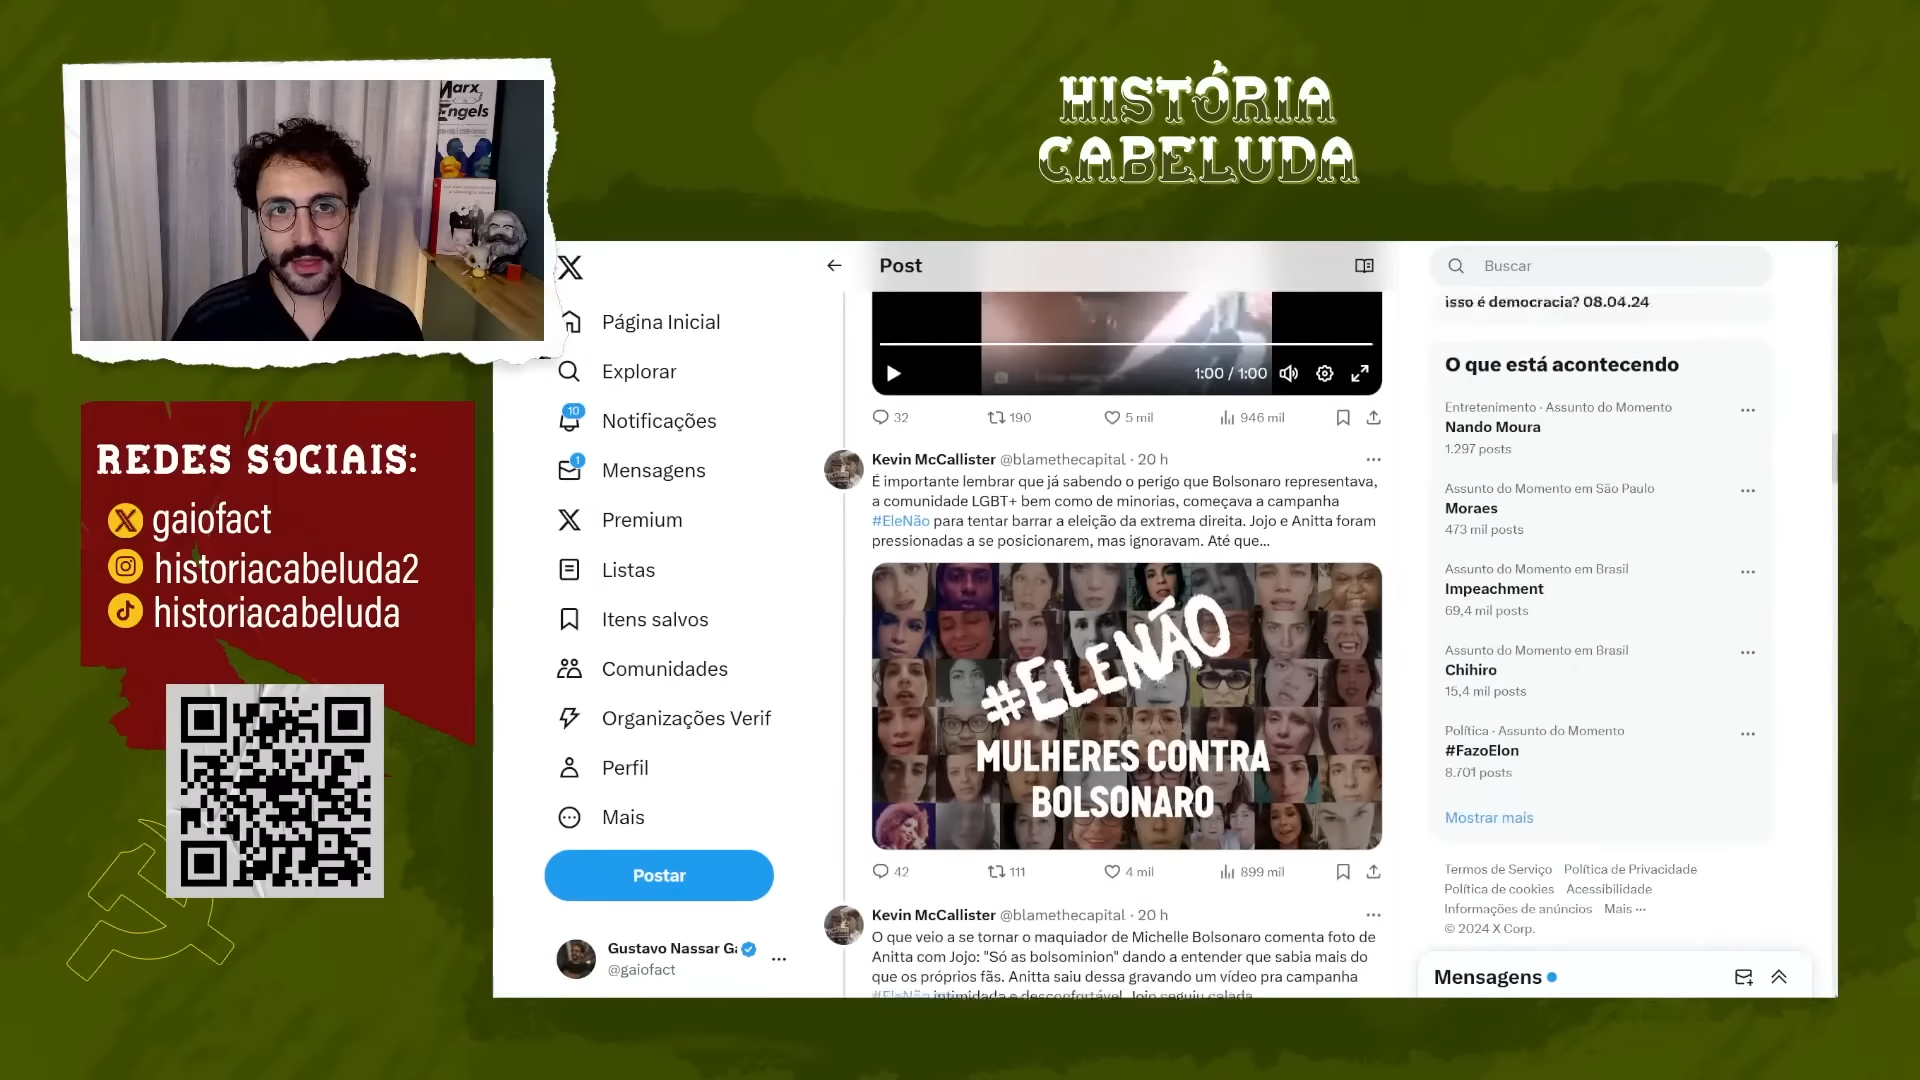 Marx
Engels
HISTÓRIA
CABELUDA
REDES SOCIAIS:
gaiofact
historiacabeluda2
historiacabeluda
Página Inicial
Explorar
10
Notificações
1
Mensagens
Premium
Listas
Itens salvos
Comunidades
Organizações Verif
Perfil
Mais
Postar
Gustavo Nassar Ga
@gaiofact
Post
1:00 / 1:00
32 190 5 mil 946 mil
Kevin McCallister @blamethecapital · 20 h
É importante lembrar que já sabendo o perigo que Bolsonaro representava,
a comunidade LGBT+ bem como de minorias, começava a campanha
#EleNão para tentar barrar a eleição da extrema direita. Jojo e Anitta foram
pressionadas a se posicionarem, mas ignoravam. Até que...
#ELENÃO
MULHERES CONTRA
BOLSONARO
42 111 4 mil 899 mil
Kevin McCallister @blamethecapital · 20 h
O que veio a se tornar o maquiador de Michelle Bolsonaro comenta foto de
Anitta com Jojo: "Só as bolsominion" dando a entender que sabia mais do
que os próprios fãs. Anitta saiu dessa gravando um vídeo pra campanha
#EleNão intimidada e desconfortável. Jojo seguiu calada
Buscar
isso é democracia? 08.04.24
O que está acontecendo
Entretenimento · Assunto do Momento
Nando Moura
1.297 posts
Assunto do Momento em São Paulo
Moraes
473 mil posts
Assunto do Momento em Brasil
Impeachment
69,4 mil posts
Assunto do Momento em Brasil
Chihiro
15,4 mil posts
Política · Assunto do Momento
#FazoElon
8.701 posts
Mostrar mais
Termos de Serviço Política de Privacidade
Política de cookies Acessibilidade
Informações de anúncios Mais ···
© 2024 X Corp.
Mensagens